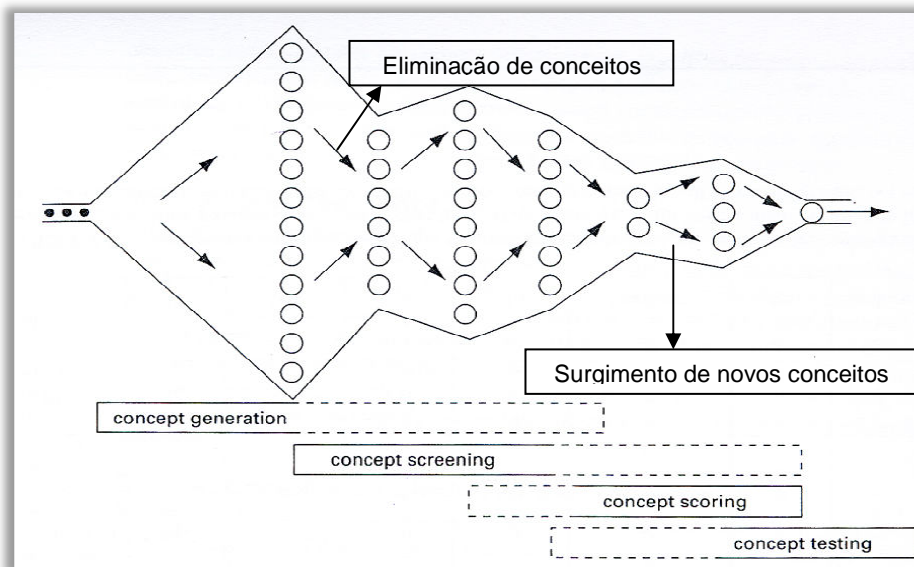 Eliminacão de conceitos
Surgimento de novos conceitos
concept generation
concept screening
concept scoring
concept testing